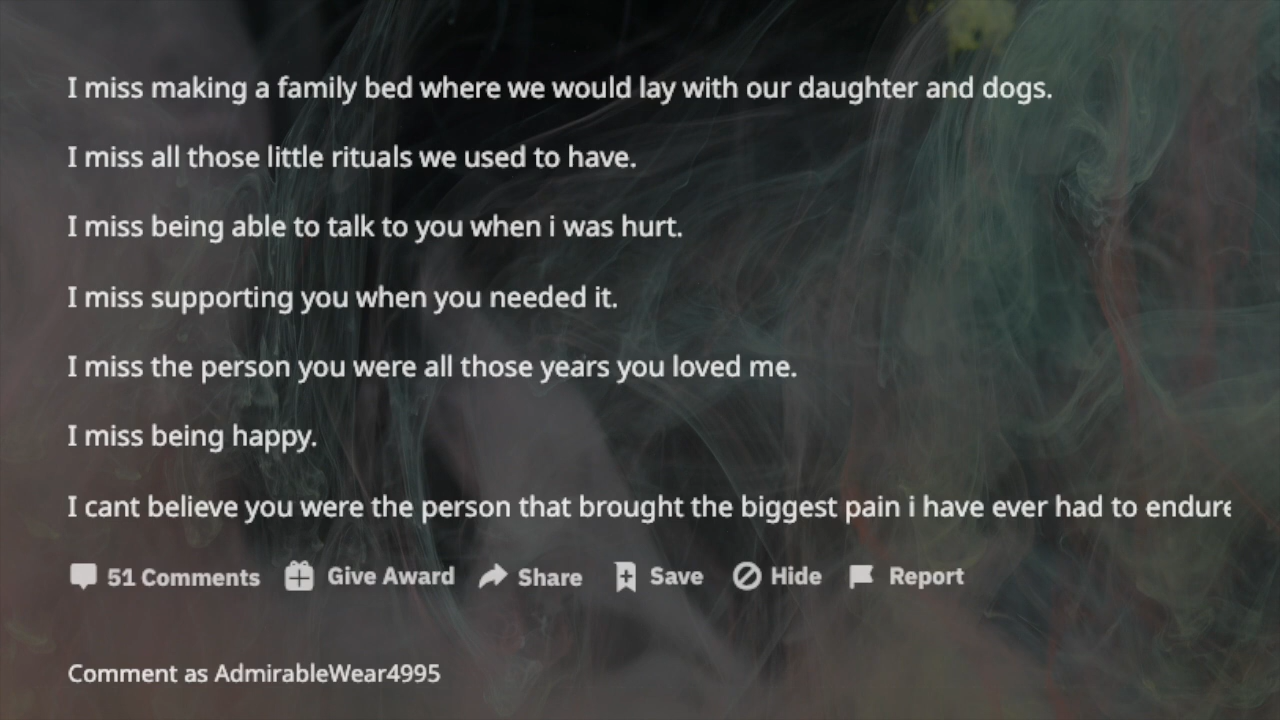 I miss making a family bed where we would lay with our daughter and dogs.
I miss all those little rituals we used to have.
I miss being able to talk to you when i was hurt.
I miss supporting you when you needed it.
I miss the person you were all those years you loved me.
I miss being happy.
I cant believe you were the person that brought the biggest pain i have ever had to endure
51 Comments Give Award Share Save Hide Report
Comment as AdmirableWear4995